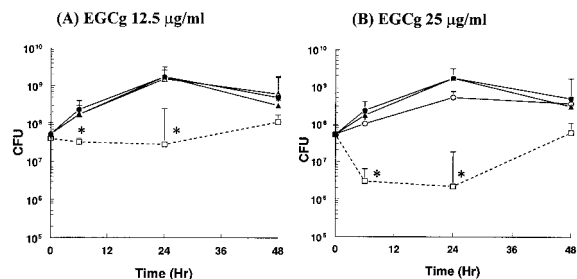 (A) EGCg 12.5 µg/ml
(B) EGCg 25 µg/ml
CFU
10¹⁰
10⁹
10⁸
10⁷
10⁶
10⁵
*
*
0 12 24 36 48
Time (Hr)
CFU
10¹⁰
10⁹
10⁸
10⁷
10⁶
10⁵
*
*
0 12 24 36 48
Time (Hr)